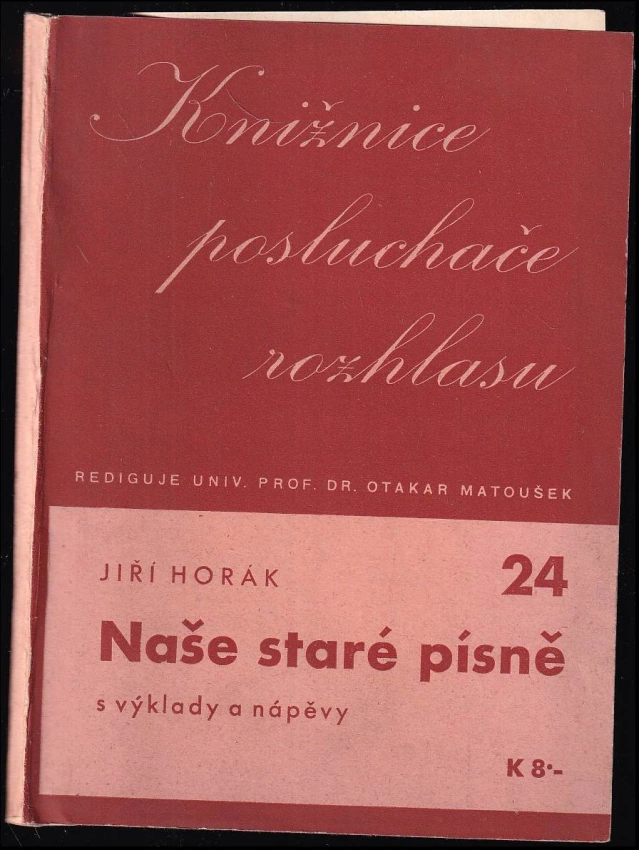 Knižnice
posluchače
rozhlasu
REDIGUJE UNIV. PROF. DR. OTAKAR MATOUŠEK
JIŘÍ HORÁK 24
Naše staré písně
s výklady a nápěvy
K 8·-